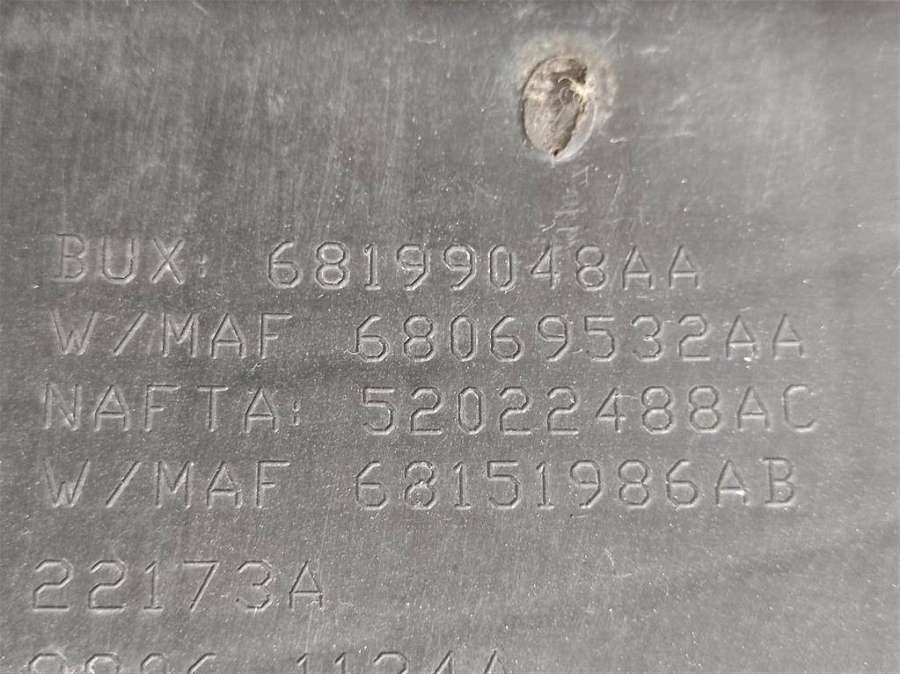 BUX: 68199048AA
W/MAF 68069532AA
NAFTA: 52022488AC
W/MAF 68151986AB
22173A